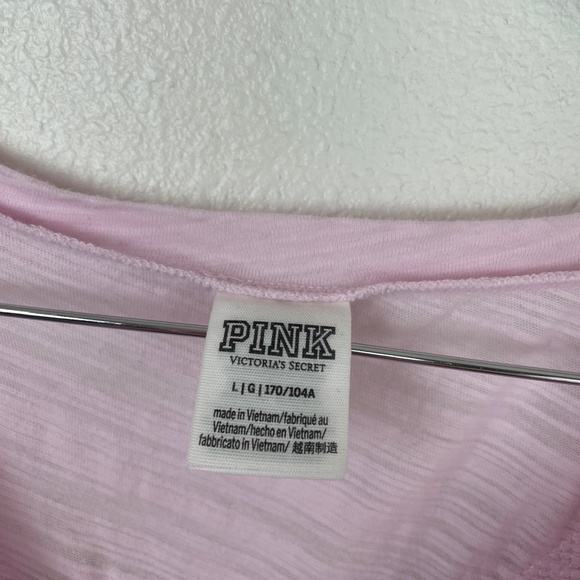 PINK
VICTORIA'S SECRET
L | G | 170/104A
made in Vietnam/fabriqué au
Vietnam/hecho en Vietnam/
fabbricato in Vietnam/ 越南制造